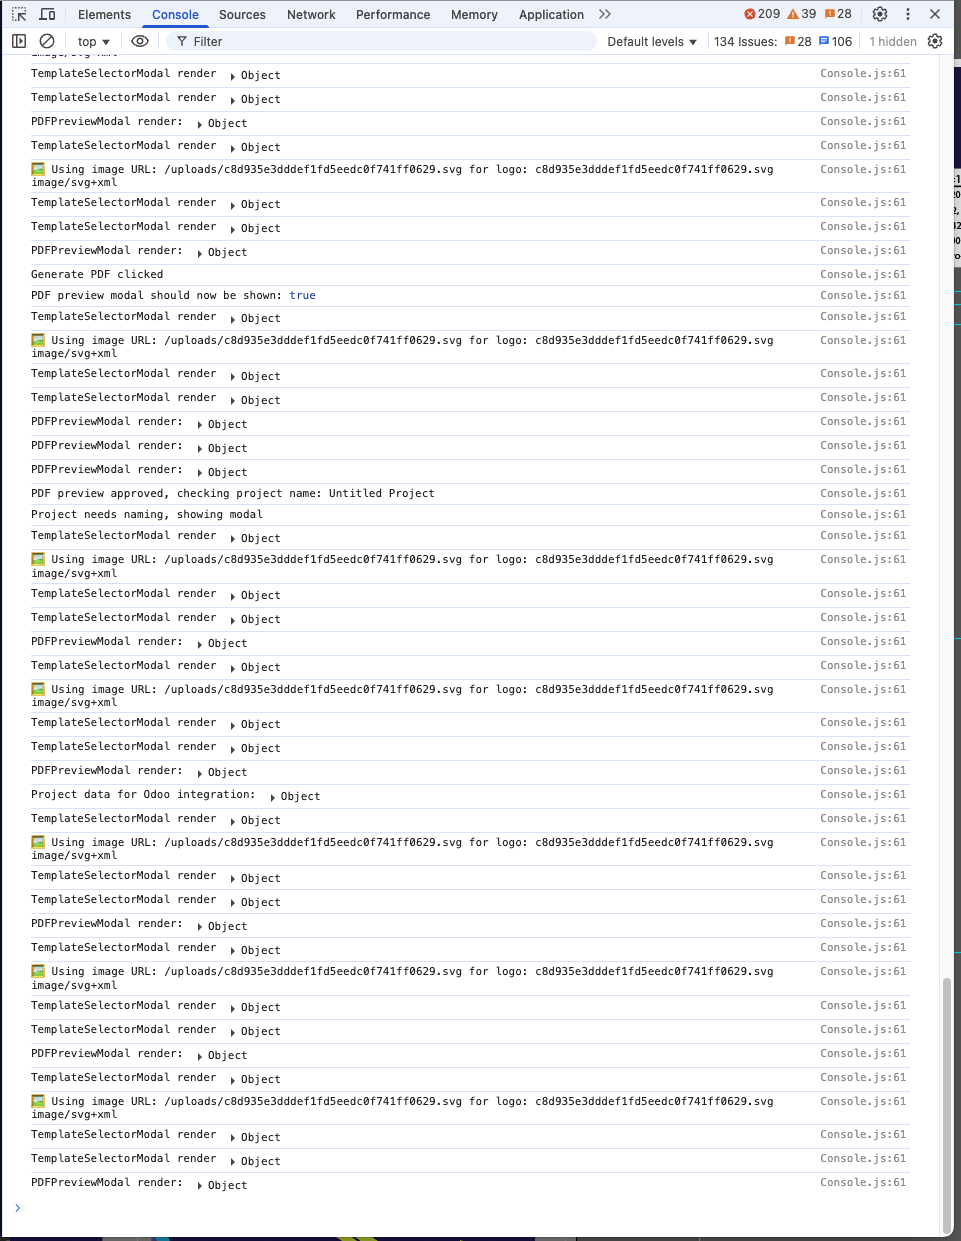 Elements Console Sources Network Performance Memory Application 209 39 28
top Filter Default levels 134 Issues: 28 106 1 hidden
image/svg+xml
TemplateSelectorModal render Object Console.js:61
TemplateSelectorModal render Object Console.js:61
PDFPreviewModal render: Object Console.js:61
TemplateSelectorModal render Object Console.js:61
Using image URL: /uploads/c8d935e3dddef1fd5eedc0f741ff0629.svg for logo: c8d935e3dddef1fd5eedc0f741ff0629.svg Console.js:61
image/svg+xml
TemplateSelectorModal render Object Console.js:61
TemplateSelectorModal render Object Console.js:61
PDFPreviewModal render: Object Console.js:61
Generate PDF clicked Console.js:61
PDF preview modal should now be shown: true Console.js:61
TemplateSelectorModal render Object Console.js:61
Using image URL: /uploads/c8d935e3dddef1fd5eedc0f741ff0629.svg for logo: c8d935e3dddef1fd5eedc0f741ff0629.svg Console.js:61
image/svg+xml
TemplateSelectorModal render Object Console.js:61
TemplateSelectorModal render Object Console.js:61
PDFPreviewModal render: Object Console.js:61
PDFPreviewModal render: Object Console.js:61
PDFPreviewModal render: Object Console.js:61
PDF preview approved, checking project name: Untitled Project Console.js:61
Project needs naming, showing modal Console.js:61
TemplateSelectorModal render Object Console.js:61
Using image URL: /uploads/c8d935e3dddef1fd5eedc0f741ff0629.svg for logo: c8d935e3dddef1fd5eedc0f741ff0629.svg Console.js:61
image/svg+xml
TemplateSelectorModal render Object Console.js:61
TemplateSelectorModal render Object Console.js:61
PDFPreviewModal render: Object Console.js:61
TemplateSelectorModal render Object Console.js:61
Using image URL: /uploads/c8d935e3dddef1fd5eedc0f741ff0629.svg for logo: c8d935e3dddef1fd5eedc0f741ff0629.svg Console.js:61
image/svg+xml
TemplateSelectorModal render Object Console.js:61
TemplateSelectorModal render Object Console.js:61
PDFPreviewModal render: Object Console.js:61
Project data for Odoo integration: Object Console.js:61
TemplateSelectorModal render Object Console.js:61
Using image URL: /uploads/c8d935e3dddef1fd5eedc0f741ff0629.svg for logo: c8d935e3dddef1fd5eedc0f741ff0629.svg Console.js:61
image/svg+xml
TemplateSelectorModal render Object Console.js:61
TemplateSelectorModal render Object Console.js:61
PDFPreviewModal render: Object Console.js:61
TemplateSelectorModal render Object Console.js:61
Using image URL: /uploads/c8d935e3dddef1fd5eedc0f741ff0629.svg for logo: c8d935e3dddef1fd5eedc0f741ff0629.svg Console.js:61
image/svg+xml
TemplateSelectorModal render Object Console.js:61
TemplateSelectorModal render Object Console.js:61
PDFPreviewModal render: Object Console.js:61
TemplateSelectorModal render Object Console.js:61
Using image URL: /uploads/c8d935e3dddef1fd5eedc0f741ff0629.svg for logo: c8d935e3dddef1fd5eedc0f741ff0629.svg Console.js:61
image/svg+xml
TemplateSelectorModal render Object Console.js:61
TemplateSelectorModal render Object Console.js:61
PDFPreviewModal render: Object Console.js:61